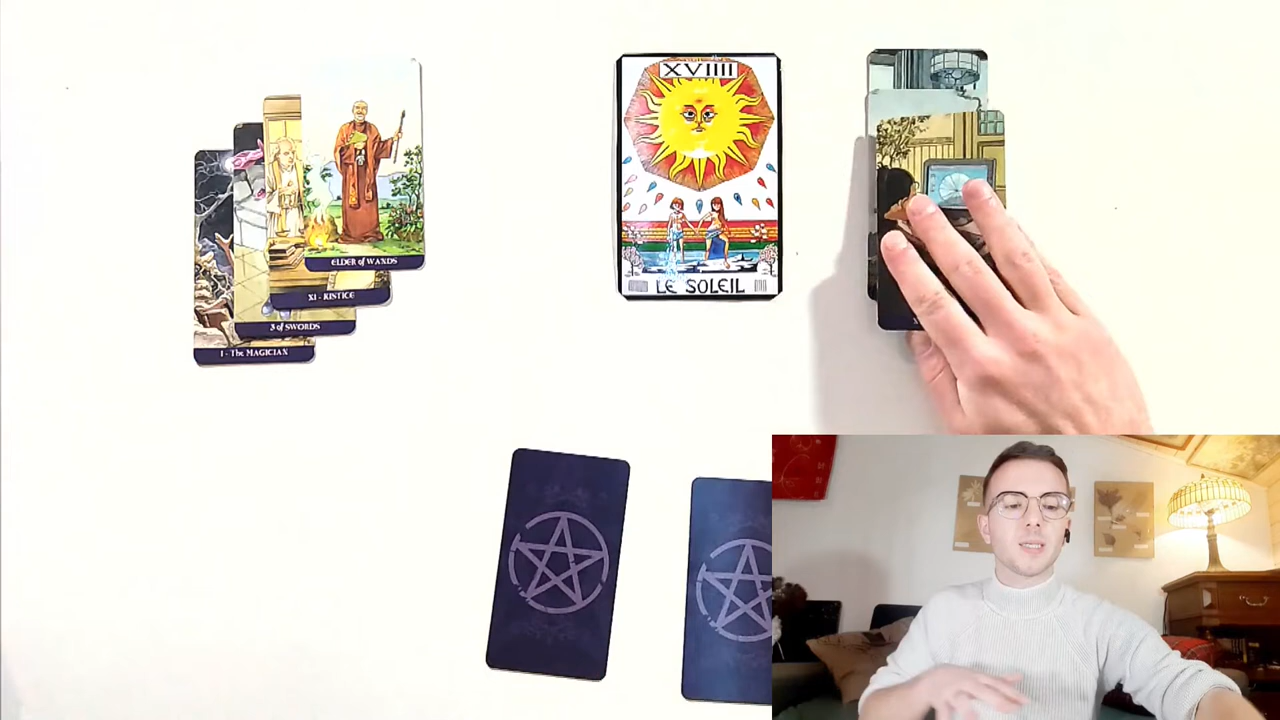 XVIIII
LE SOLEIL
ELDER of WANDS
XI - JUSTICE
3 of SWORDS
I - The MAGICIAN